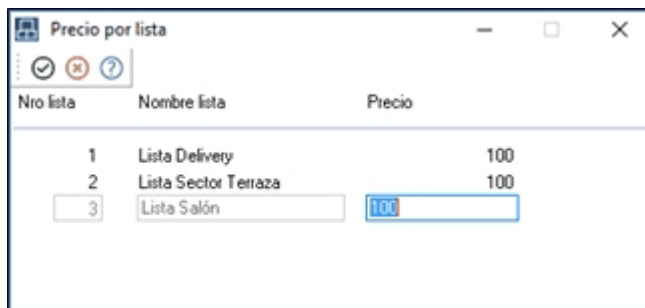 Precio por lista
Nro lista Nombre lista Precio
1 Lista Delivery 100
2 Lista Sector Terraza 100
3 Lista Salón 100